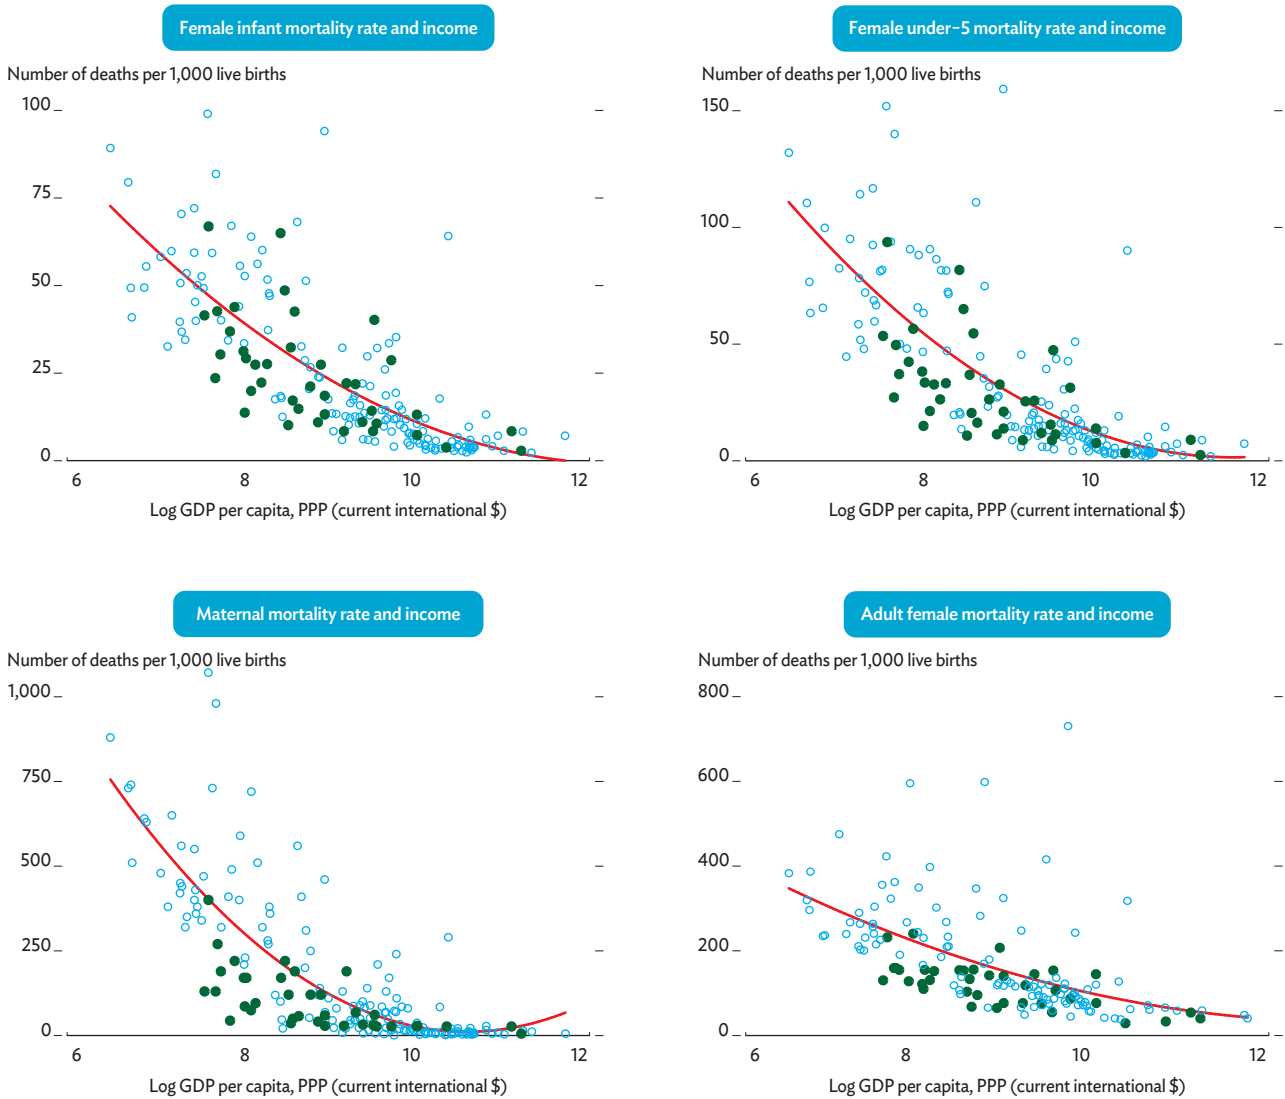 Female infant mortality rate and income
Number of deaths per 1,000 live births
100
75
50
25
0
6 8 10 12
Log GDP per capita, PPP (current international $)
Female under-5 mortality rate and income
Number of deaths per 1,000 live births
150
100
50
0
6 8 10 12
Log GDP per capita, PPP (current international $)
Maternal mortality rate and income
Number of deaths per 1,000 live births
1,000
750
500
250
0
6 8 10 12
Log GDP per capita, PPP (current international $)
Adult female mortality rate and income
Number of deaths per 1,000 live births
800
600
400
200
0
6 8 10 12
Log GDP per capita, PPP (current international $)